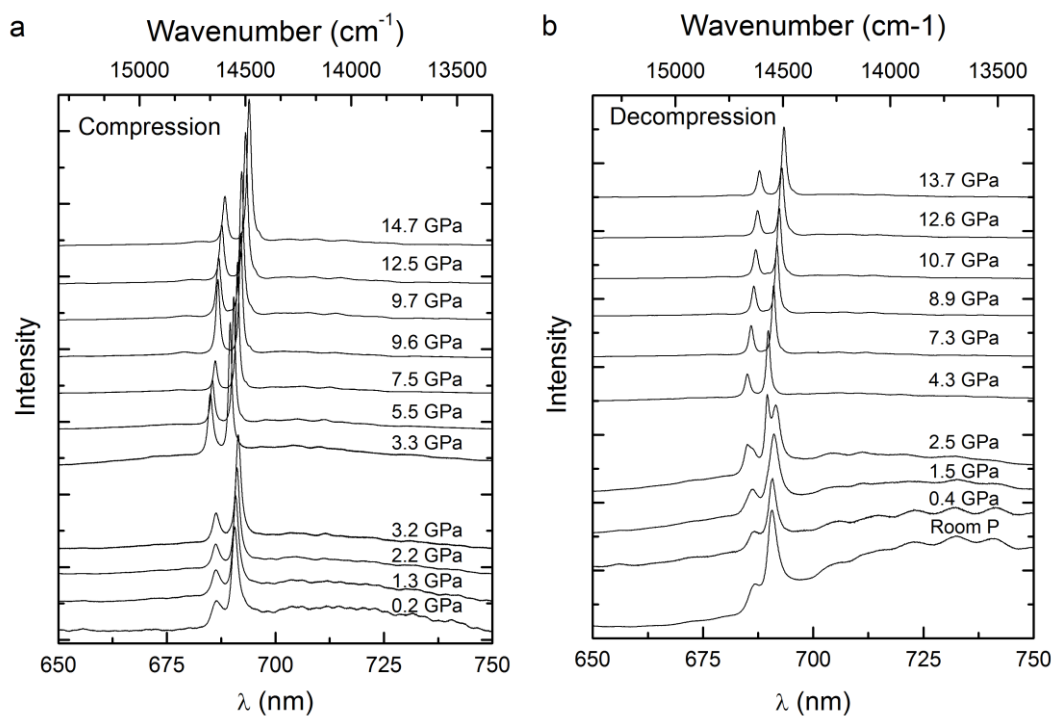 a
Wavenumber (cm-1)
15000 14500 14000 13500
Compression
14.7 GPa
12.5 GPa
9.7 GPa
9.6 GPa
7.5 GPa
5.5 GPa
3.3 GPa
3.2 GPa
2.2 GPa
1.3 GPa
0.2 GPa
Intensity
650 675 700 725 750
λ (nm)
b
Wavenumber (cm-1)
15000 14500 14000 13500
Decompression
13.7 GPa
12.6 GPa
10.7 GPa
8.9 GPa
7.3 GPa
4.3 GPa
2.5 GPa
1.5 GPa
0.4 GPa
Room P
Intensity
650 675 700 725 750
λ (nm)